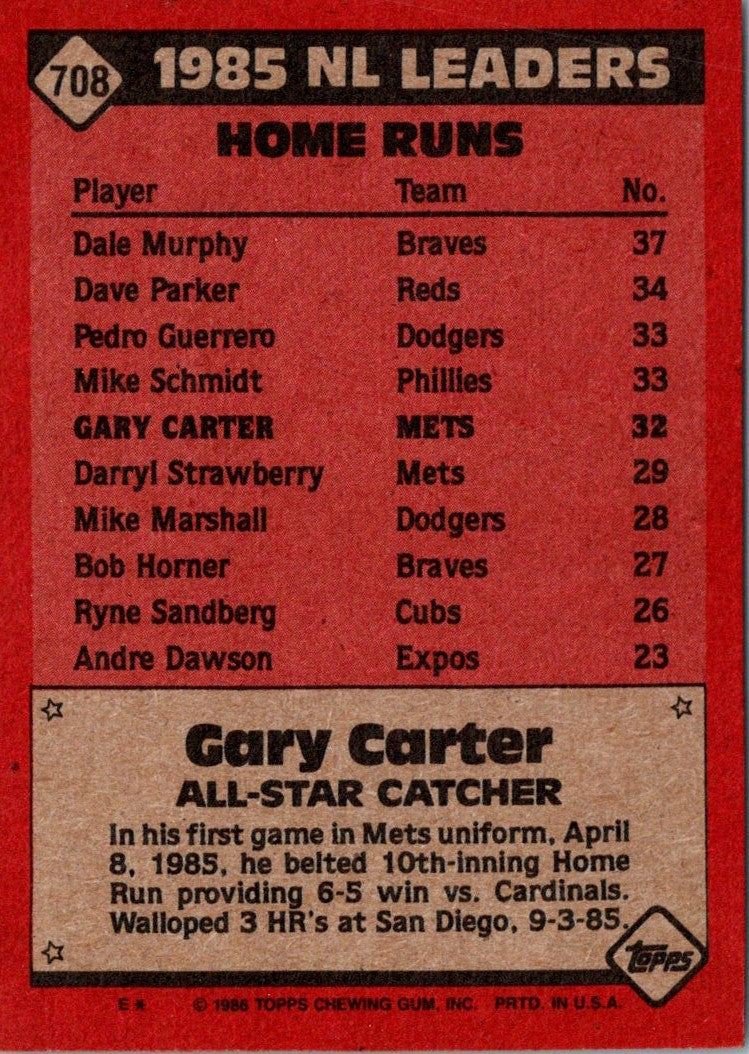 708
1985 NL LEADERS
HOME RUNS
Player Team No.
Dale Murphy Braves 37
Dave Parker Reds 34
Pedro Guerrero Dodgers 33
Mike Schmidt Phillies 33
GARY CARTER METS 32
Darryl Strawberry Mets 29
Mike Marshall Dodgers 28
Bob Horner Braves 27
Ryne Sandberg Cubs 26
Andre Dawson Expos 23
Gary Carter
ALL-STAR CATCHER
In his first game in Mets uniform, April
8, 1985, he belted 10th-inning Home
Run providing 6-5 win vs. Cardinals.
Walloped 3 HR's at San Diego, 9-3-85.
TOPPS
E★ © 1986 TOPPS CHEWING GUM, INC. PRTD. IN U.S.A.